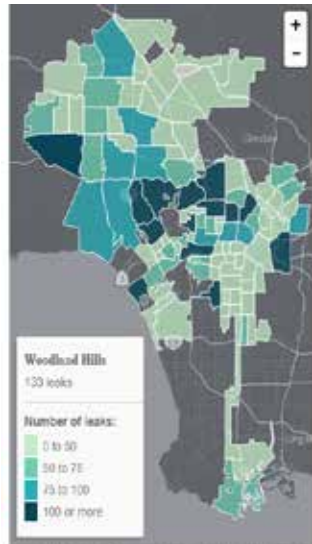 +
-
Glendale
Woodland Hills
133 leaks
Number of leaks:
0 to 50
50 to 75
75 to 100
100 or more